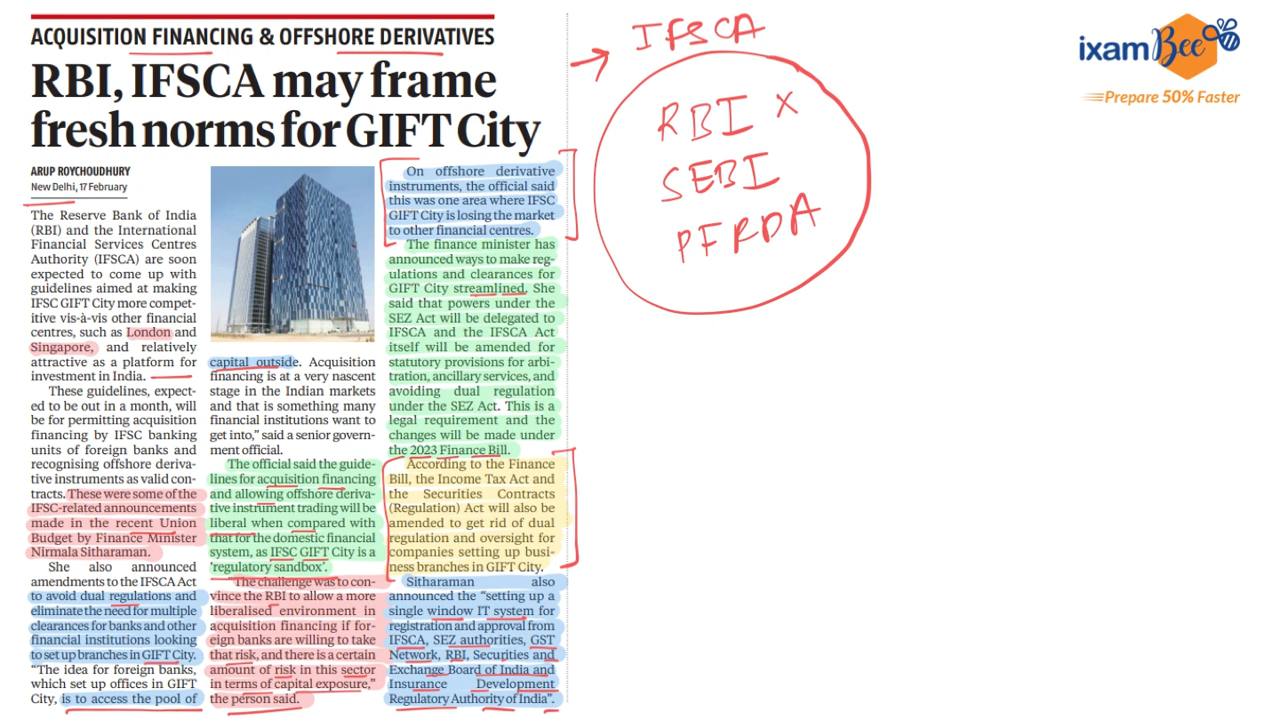 ACQUISITION FINANCING & OFFSHORE DERIVATIVES
RBI, IFSCA may frame
fresh norms for GIFT City
ARUP ROYCHOUDHURY
New Delhi, 17 February
The Reserve Bank of India
(RBI) and the International
Financial Services Centres
Authority (IFSCA) are soon
expected to come up with
guidelines aimed at making
IFSC GIFT City more compet-
itive vis-à-vis other financial
centres, such as London and
Singapore, and relatively
attractive as a platform for
investment in India.
These guidelines, expect-
ed to be out in a month, will
be for permitting acquisition
financing by IFSC banking
units of foreign banks and
recognising offshore deriva-
tive instruments as valid con-
tracts. These were some of the
IFSC-related announcements
made in the recent Union
Budget by Finance Minister
Nirmala Sitharaman.
She also announced
amendments to the IFSCA Act
to avoid dual regulations and
eliminate the need for multiple
clearances for banks and other
financial institutions looking
to set up branches in GIFT City.
"The idea for foreign banks,
which set up offices in GIFT
City, is to access the pool of
capital outside. Acquisition
financing is at a very nascent
stage in the Indian markets
and that is something many
financial institutions want to
get into," said a senior govern-
ment official.
The official said the guide-
lines for acquisition financing
and allowing offshore deriva-
tive instrument trading will be
liberal when compared with
that for the domestic financial
system, as IFSC GIFT City is a
'regulatory sandbox'.
"The challenge was to con-
vince the RBI to allow a more
liberalised environment in
acquisition financing if for-
eign banks are willing to take
that risk, and there is a certain
amount of risk in this sector
in terms of capital exposure,"
the person said.
On offshore derivative
instruments, the official said
this was one area where IFSC
GIFT City is losing the market
to other financial centres.
The finance minister has
announced ways to make reg-
ulations and clearances for
GIFT City streamlined. She
said that powers under the
SEZ Act will be delegated to
IFSCA and the IFSCA Act
itself will be amended for
statutory provisions for arbi-
tration, ancillary services, and
avoiding dual regulation
under the SEZ Act. This is a
legal requirement and the
changes will be made under
the 2023 Finance Bill.
According to the Finance
Bill, the Income Tax Act and
the Securities Contracts
(Regulation) Act will also be
amended to get rid of dual
regulation and oversight for
companies setting up busi-
ness branches in GIFT City.
Sitharaman also
announced the "setting up a
single window IT system for
registration and approval from
IFSCA, SEZ authorities, GST
Network, RBI, Securities and
Exchange Board of India and
Insurance Development
Regulatory Authority of India".
IFSCA
RBI x
SEBI
PFRDA
ixamBee
Prepare 50% Faster